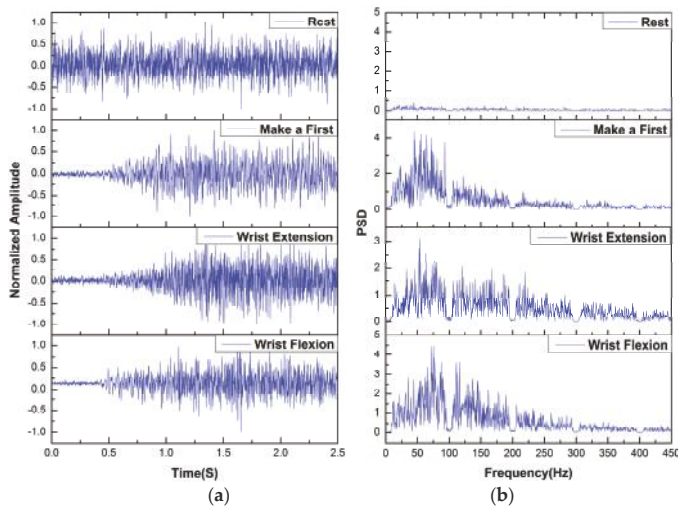 Rest
1.0
0.5
0.0
-0.5
-1.0
Make a First
1.0
0.5
0.0
-0.5
-1.0
Wrist Extension
1.0
0.5
0.0
-0.5
-1.0
Wrist Flexion
1.0
0.5
0.0
-0.5
-1.0
Normalized Amplitude
0.0 0.5 1.0 1.5 2.0 2.5
Time(S)
(a)
Rest
5
4
3
2
1
0
Make a First
4
2
0
Wrist Extension
3
2
1
0
Wrist Flexion
5
4
3
2
1
0
PSD
0 50 100 150 200 250 300 350 400 450
Frequency(Hz)
(b)